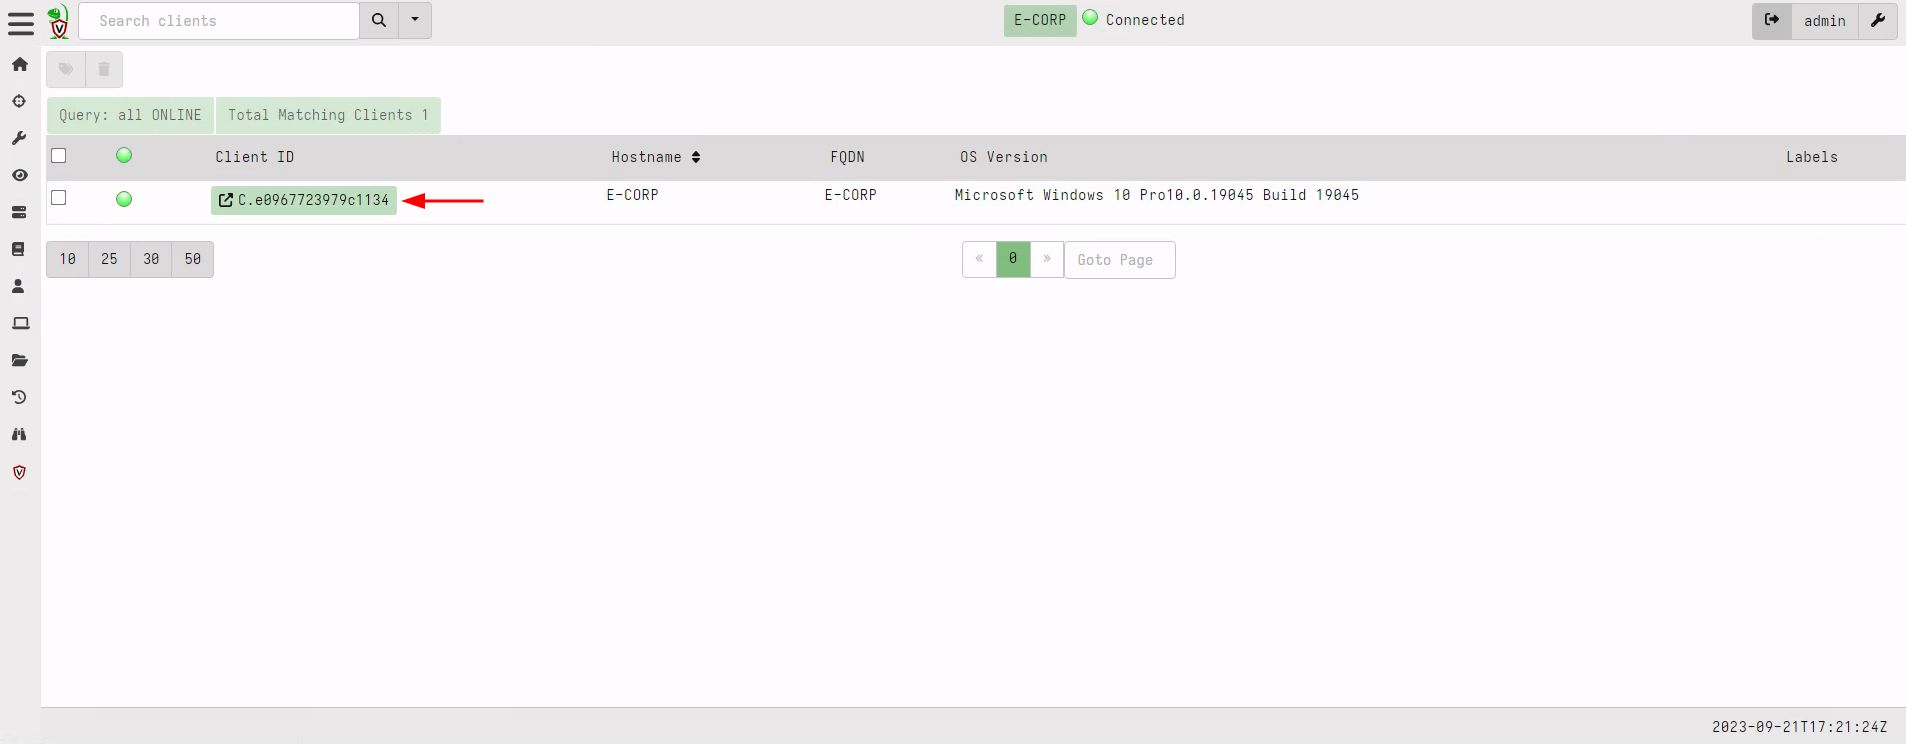 Search clients
E-CORP Connected
admin
Query: all ONLINE Total Matching Clients 1
Client ID Hostname FQDN OS Version Labels
C.e0967723979c1134 E-CORP E-CORP Microsoft Windows 10 Pro10.0.19045 Build 19045
10 25 30 50 « 0 » Goto Page
2023-09-21T17:21:24Z